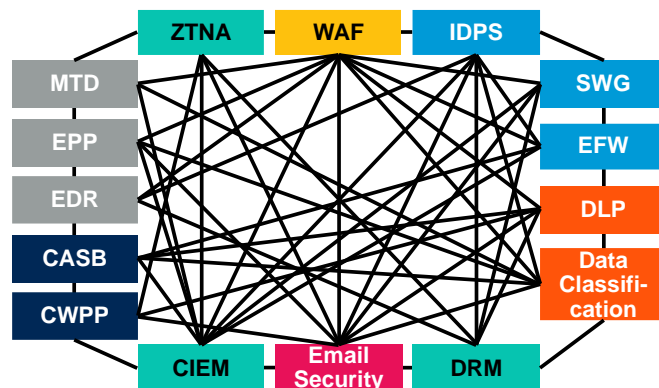 ZTNA
WAF
IDPS
MTD
SWG
EPP
EFW
EDR
DLP
CASB
Data
Classifi-
cation
CWPP
CIEM
Email
Security
DRM